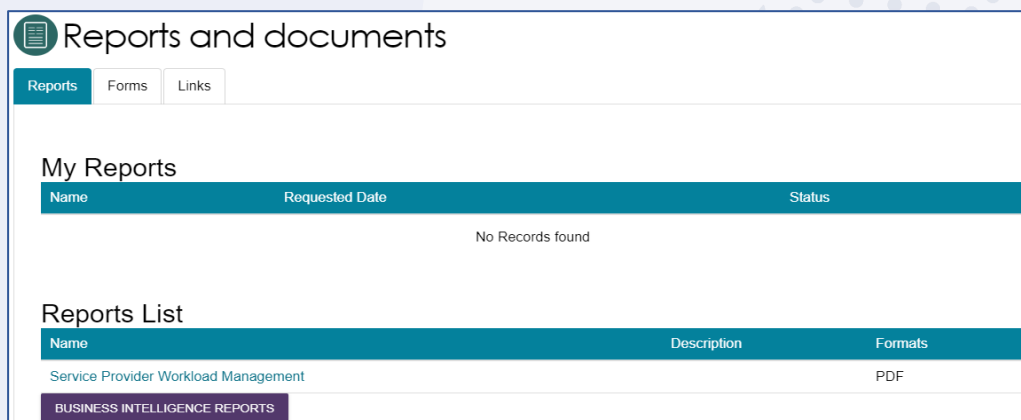 Reports and documents
Reports Forms Links
My Reports
Name Requested Date Status
No Records found
Reports List
Name Description Formats
Service Provider Workload Management PDF
BUSINESS INTELLIGENCE REPORTS